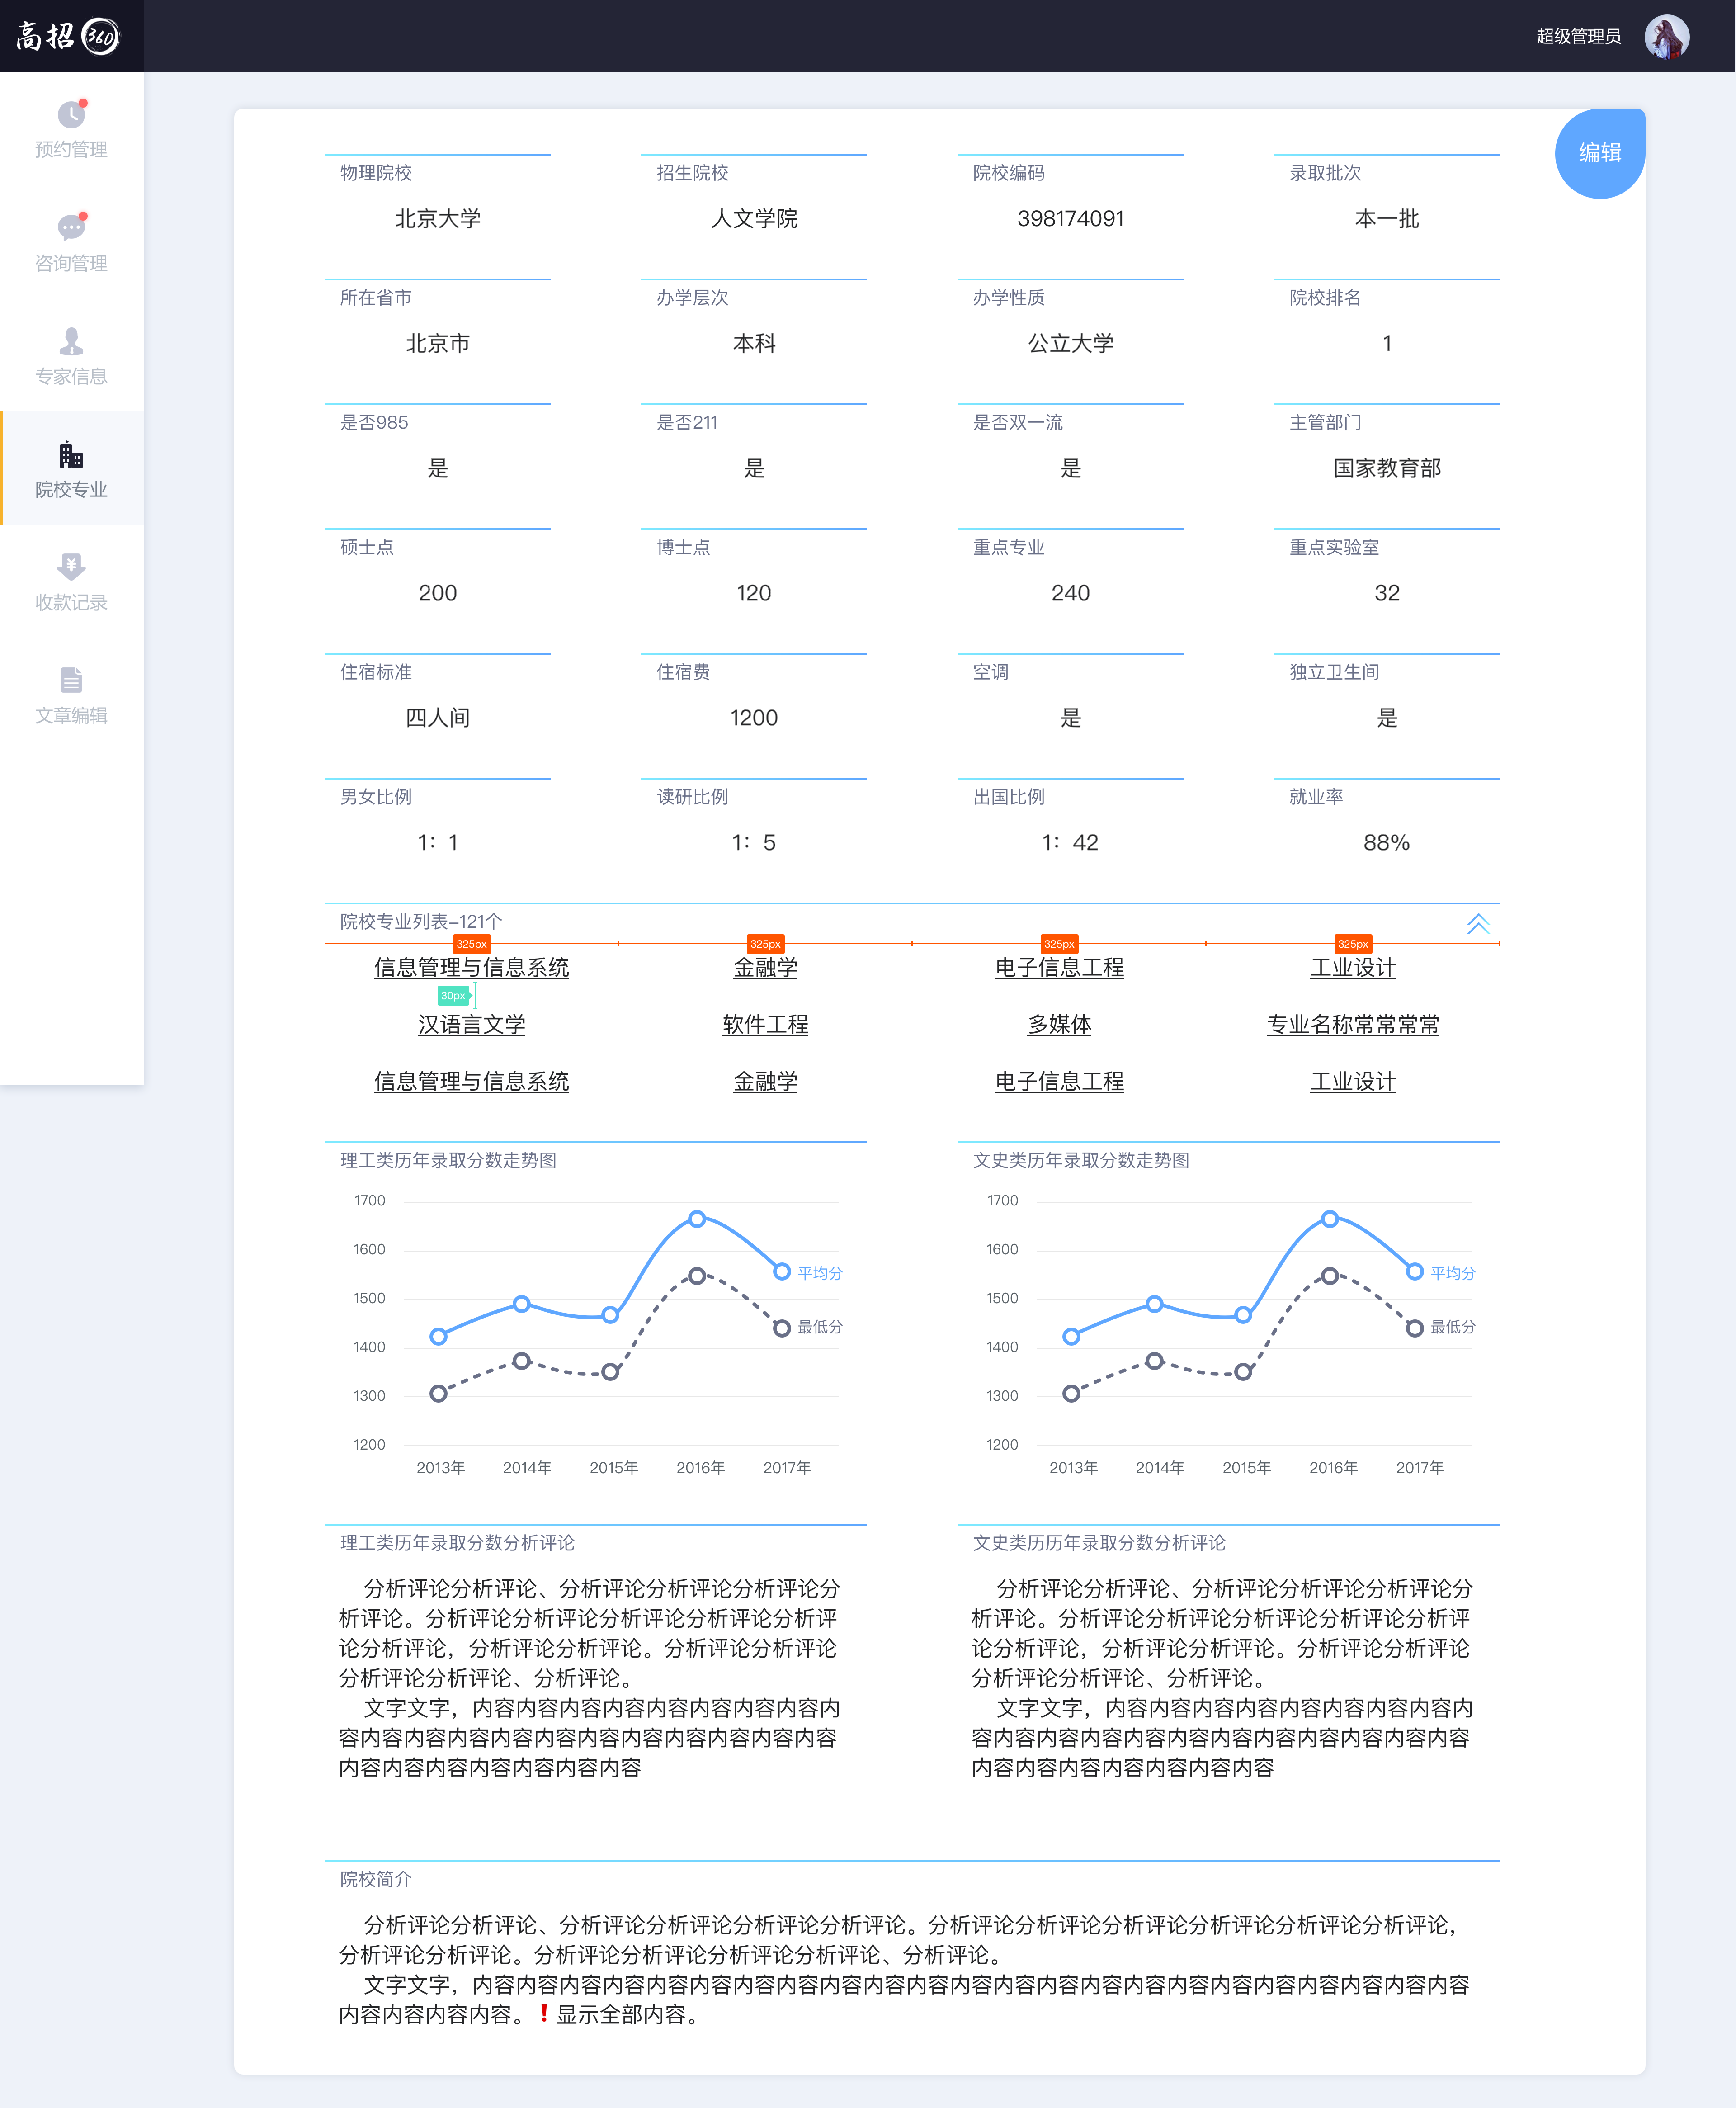 高招360
超级管理员
预约管理
咨询管理
专家信息
院校专业
收款记录
文章编辑
编辑
物理院校 招生院校 院校编码 录取批次
北京大学 人文学院 398174091 本一批
所在省市 办学层次 办学性质 院校排名
北京市 本科 公立大学 1
是否985 是否211 是否双一流 主管部门
是 是 是 国家教育部
硕士点 博士点 重点专业 重点实验室
200 120 240 32
住宿标准 住宿费 空调 独立卫生间
四人间 1200 是 是
男女比例 读研比例 出国比例 就业率
1：1 1：5 1：42 88%
院校专业列表-121个
325px 325px 325px 325px
信息管理与信息系统 金融学 电子信息工程 工业设计
30px
汉语言文学 软件工程 多媒体 专业名称常常常常
信息管理与信息系统 金融学 电子信息工程 工业设计
理工类历年录取分数走势图
1700
1600
1500
1400
1300
1200
平均分
最低分
2013年 2014年 2015年 2016年 2017年
文史类历年录取分数走势图
1700
1600
1500
1400
1300
1200
平均分
最低分
2013年 2014年 2015年 2016年 2017年
理工类历年录取分数分析评论
分析评论分析评论、分析评论分析评论分析评论分
析评论。分析评论分析评论分析评论分析评论分析评
论分析评论，分析评论分析评论。分析评论分析评论
分析评论分析评论、分析评论。
文字文字，内容内容内容内容内容内容内容内容内
容内容内容内容内容内容内容内容内容内容内容内容
内容内容内容内容内容内容内容
文史类历历年录取分数分析评论
分析评论分析评论、分析评论分析评论分析评论分
析评论。分析评论分析评论分析评论分析评论分析评
论分析评论，分析评论分析评论。分析评论分析评论
分析评论分析评论、分析评论。
文字文字，内容内容内容内容内容内容内容内容内
容内容内容内容内容内容内容内容内容内容内容内容
内容内容内容内容内容内容内容
院校简介
分析评论分析评论、分析评论分析评论分析评论分析评论。分析评论分析评论分析评论分析评论分析评论分析评论，
分析评论分析评论。分析评论分析评论分析评论分析评论、分析评论。
文字文字，内容内容内容内容内容内容内容内容内容内容内容内容内容内容内容内容内容内容内容内容内容内容内容
内容内容内容内容。❗显示全部内容。